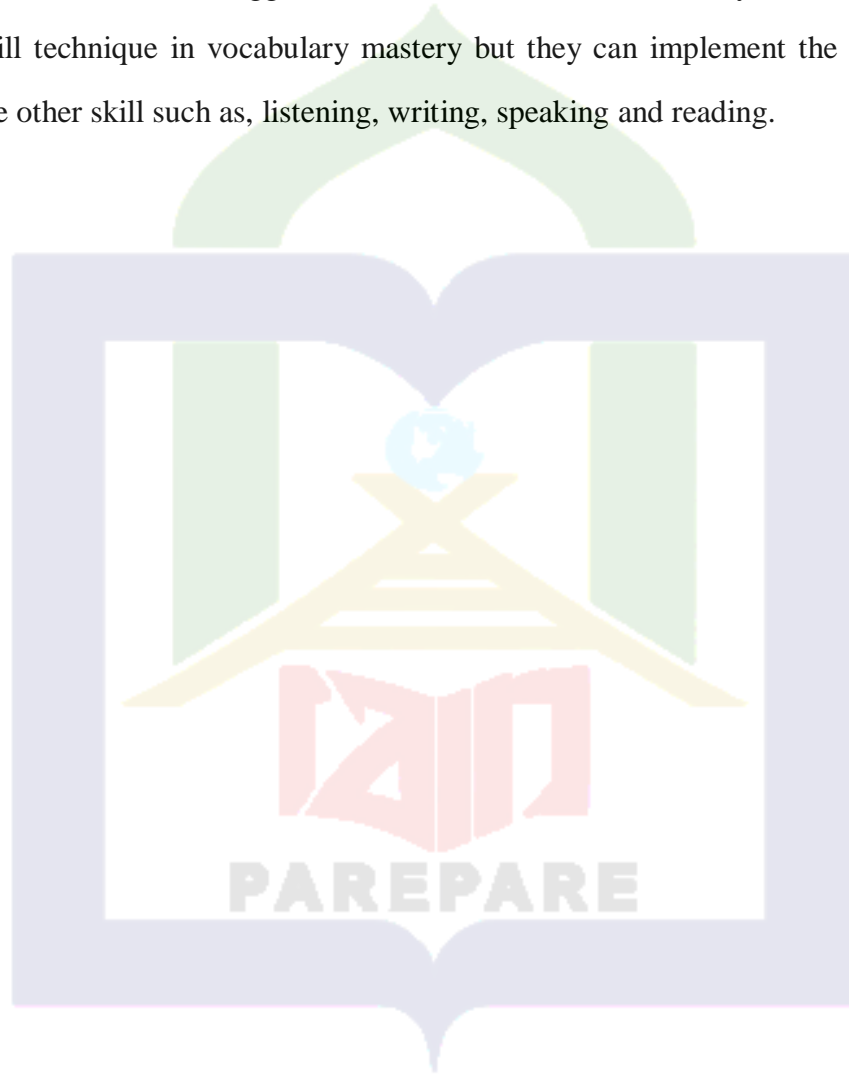 ill technique in vocabulary mastery but they can implement the
e other skill such as, listening, writing, speaking and reading.
iain
PAREPARE